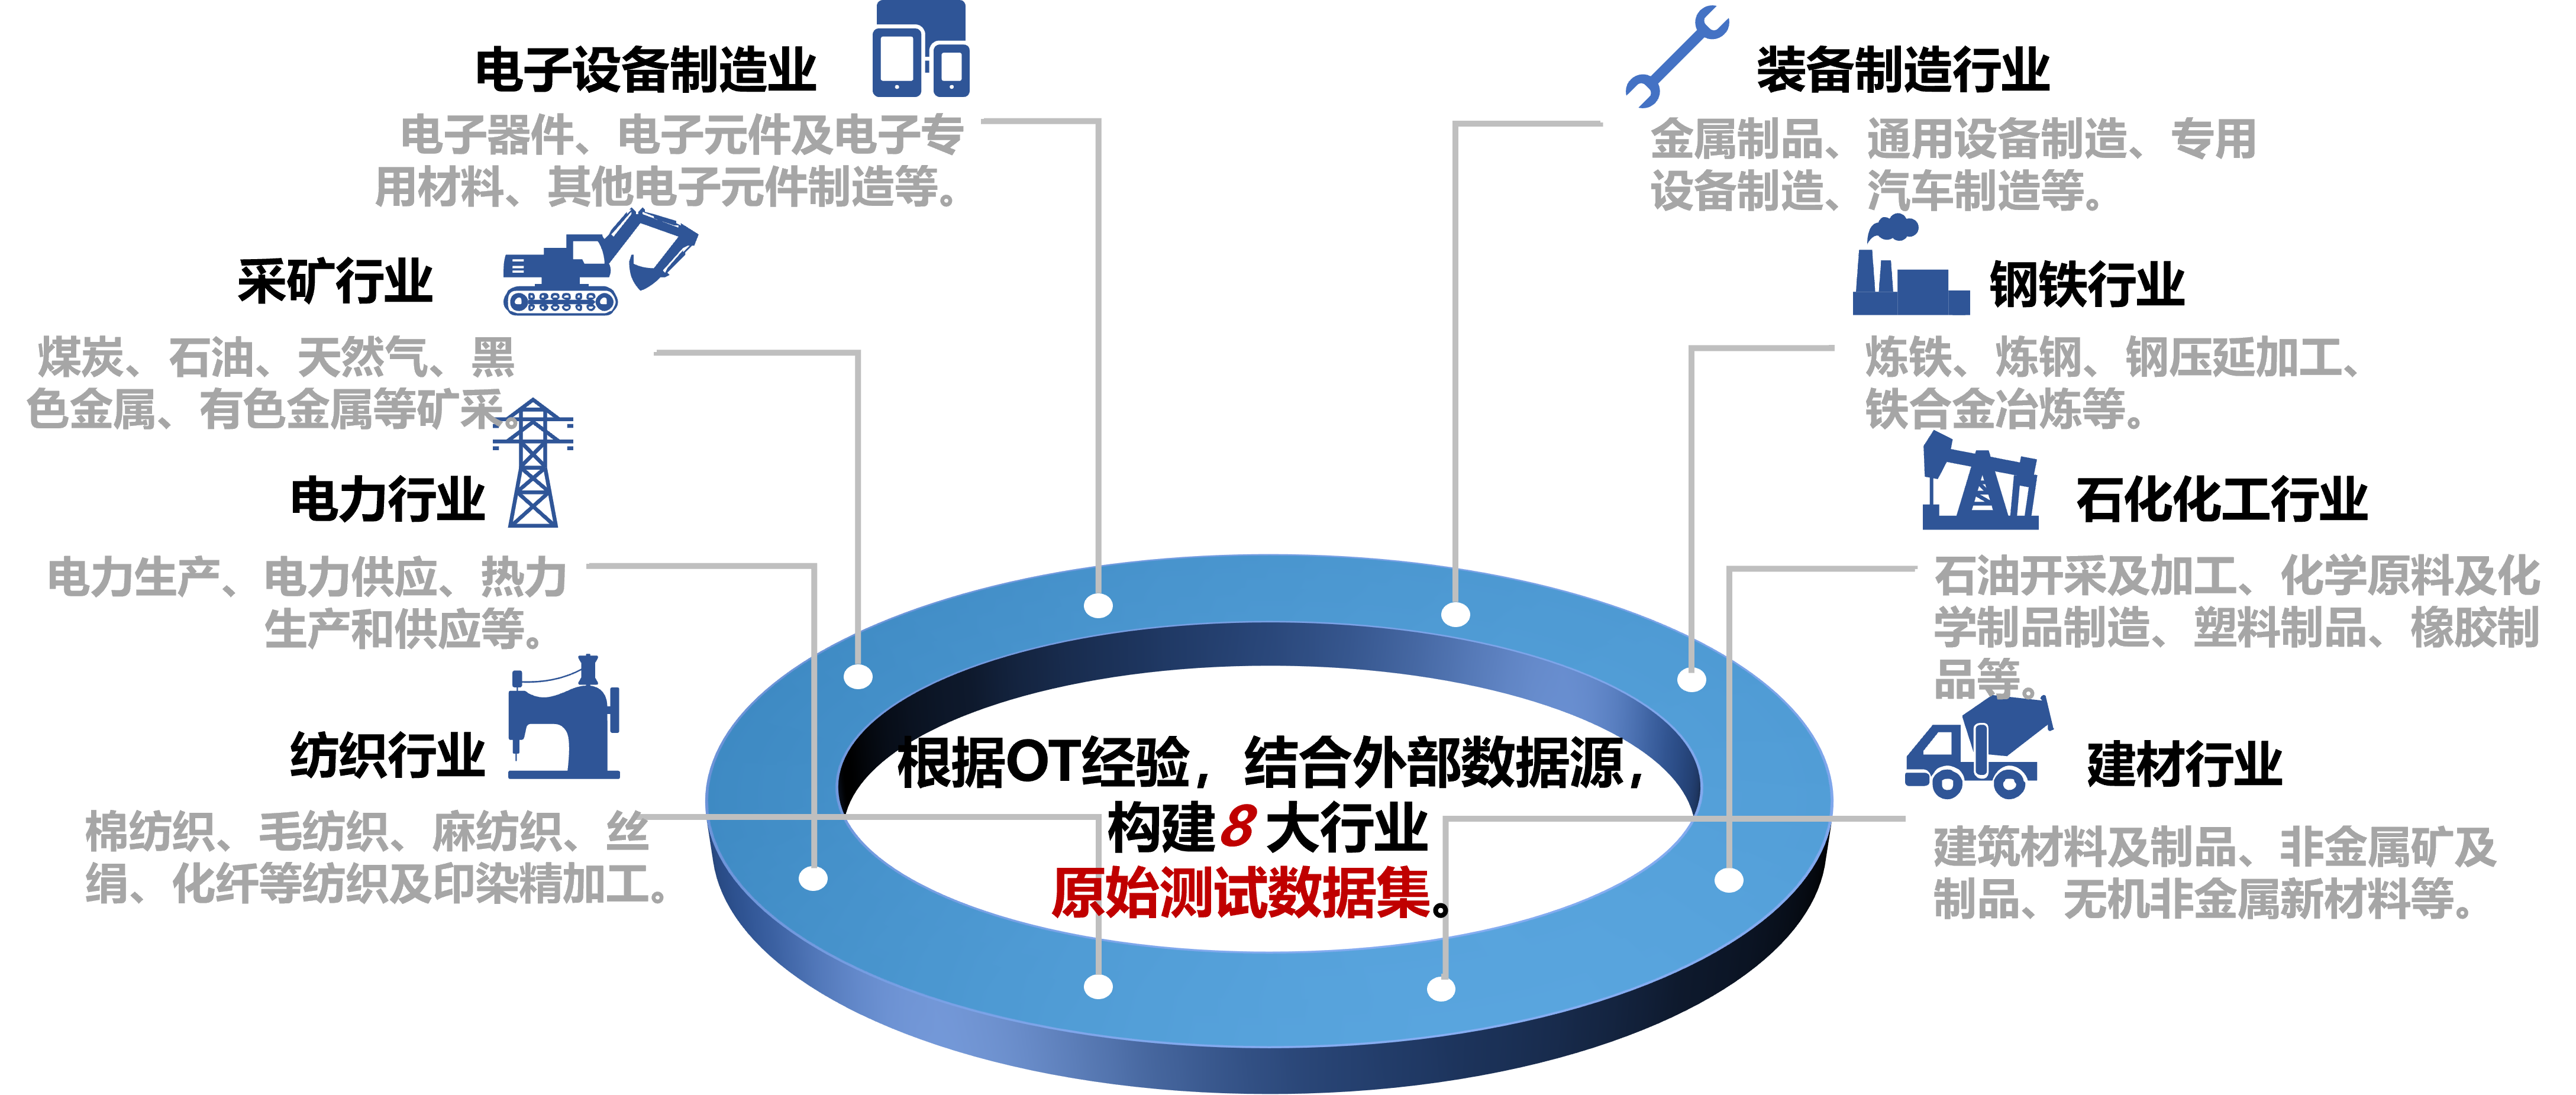 电子设备制造业
电子器件、电子元件及电子专
用材料、其他电子元件制造等。
采矿行业
煤炭、石油、天然气、黑
色金属、有色金属等矿采。
电力行业
电力生产、电力供应、热力
生产和供应等。
纺织行业
棉纺织、毛纺织、麻纺织、丝
绢、化纤等纺织及印染精加工。
装备制造行业
金属制品、通用设备制造、专用
设备制造、汽车制造等。
钢铁行业
炼铁、炼钢、钢压延加工、
铁合金冶炼等。
石化化工行业
石油开采及加工、化学原料及化
学制品制造、塑料制品、橡胶制
品等。
建材行业
建筑材料及制品、非金属矿及
制品、无机非金属新材料等。
根据OT经验，结合外部数据源，
构建8 大行业
原始测试数据集。